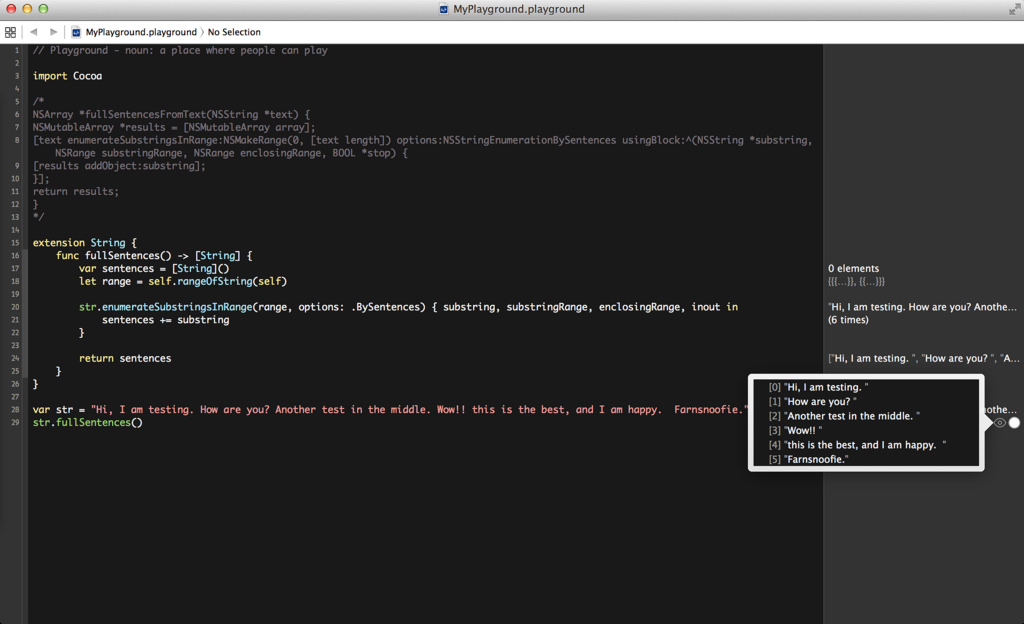 MyPlayground.playground
MyPlayground.playground 〉 No Selection
1 // Playground - noun: a place where people can play
2
3 import Cocoa
4
5 /*
6 NSArray *fullSentencesFromText(NSString *text) {
7 NSMutableArray *results = [NSMutableArray array];
8 [text enumerateSubstringsInRange:NSMakeRange(0, [text length]) options:NSStringEnumerationBySentences usingBlock:^(NSString *substring,
NSRange substringRange, NSRange enclosingRange, BOOL *stop) {
9 [results addObject:substring];
10 }];
11 return results;
12 }
13 */
14
15 extension String {
16 func fullSentences() -> [String] {
17 var sentences = [String]() 0 elements
18 let range = self.rangeOfString(self) {{{...}}, {{...}}}
19
20 str.enumerateSubstringsInRange(range, options: .BySentences) { substring, substringRange, enclosingRange, inout in "Hi, I am testing. How are you? Anothe...
21 sentences += substring (6 times)
22 }
23
24 return sentences ["Hi, I am testing. ", "How are you? ", "A...
25 }
26 }
27
28 var str = "Hi, I am testing. How are you? Another test in the middle. Wow!! this is the best, and I am happy.  Farnsnoofie." nothe...
29 str.fullSentences()
[0] "Hi, I am testing. "
[1] "How are you? "
[2] "Another test in the middle. "
[3] "Wow!! "
[4] "this is the best, and I am happy.  "
[5] "Farnsnoofie."